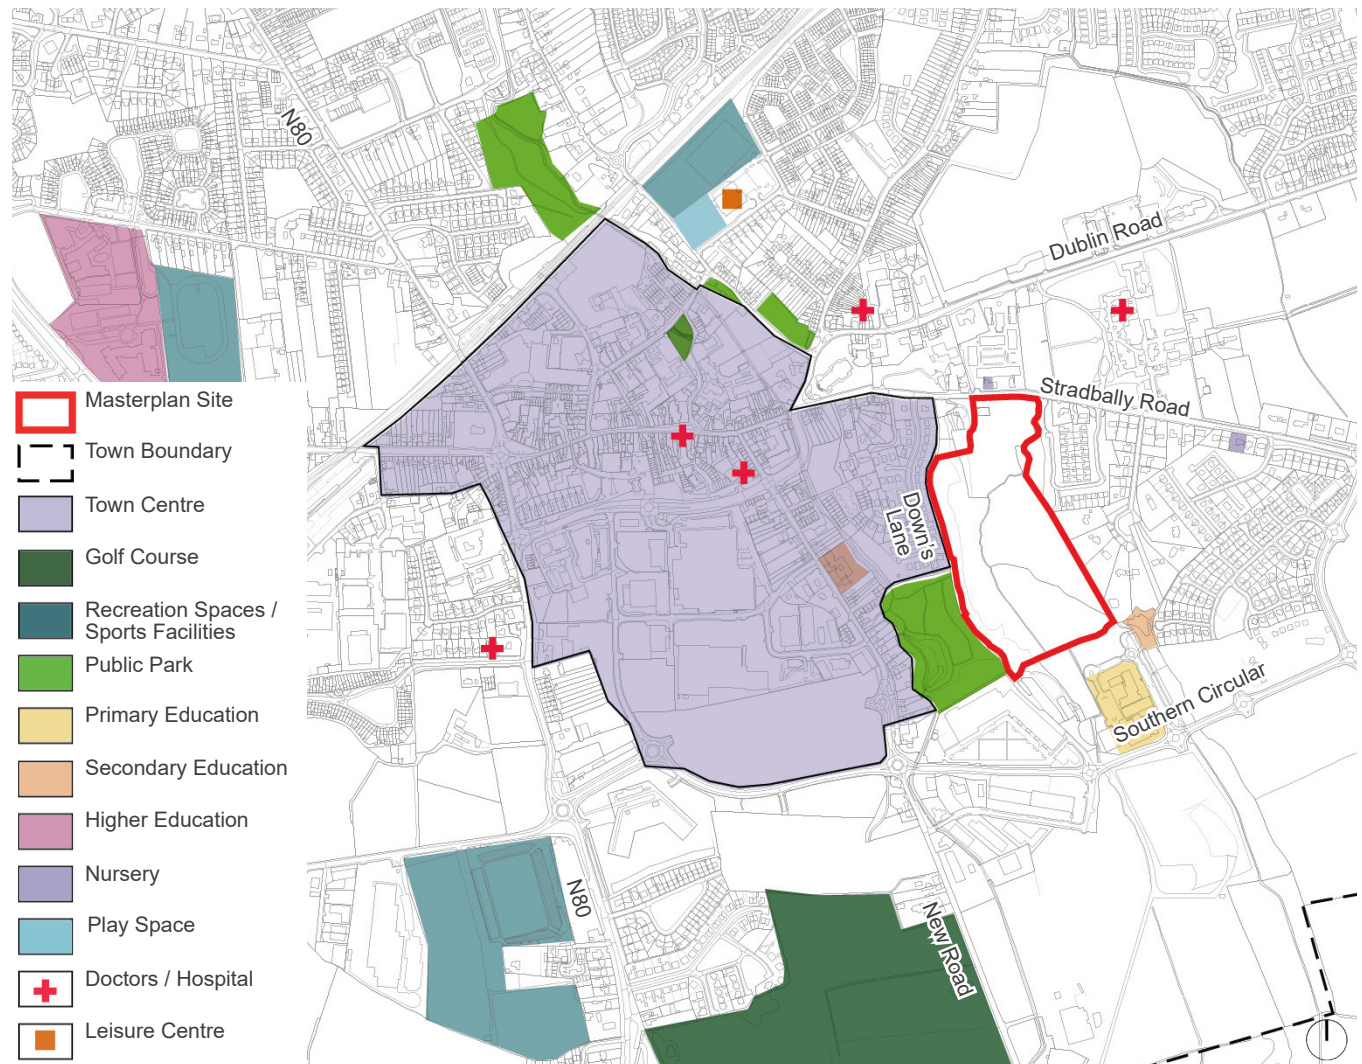 N80
Dublin Road
Stradbally Road
Down's
Lane
Southern Circular
N80
New Road
Masterplan Site
Town Boundary
Town Centre
Golf Course
Recreation Spaces /
Sports Facilities
Public Park
Primary Education
Secondary Education
Higher Education
Nursery
Play Space
Doctors / Hospital
Leisure Centre